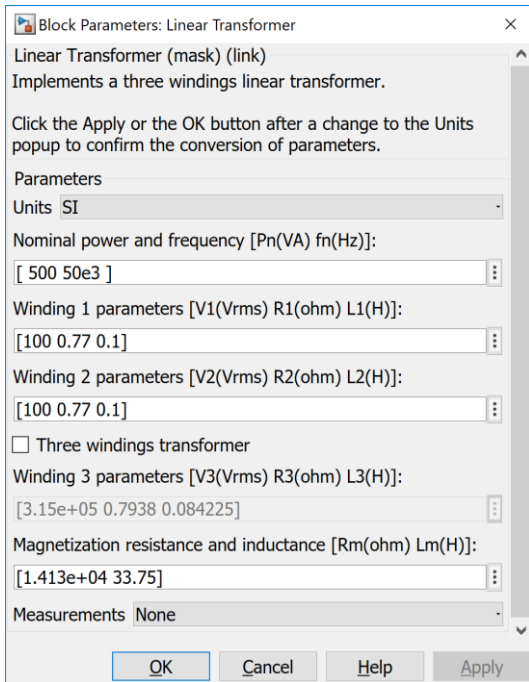 Block Parameters: Linear Transformer
Linear Transformer (mask) (link)
Implements a three windings linear transformer.
Click the Apply or the OK button after a change to the Units
popup to confirm the conversion of parameters.
Parameters
Units SI
Nominal power and frequency [Pn(VA) fn(Hz)]:
[ 500 50e3 ]
Winding 1 parameters [V1(Vrms) R1(ohm) L1(H)]:
[100 0.77 0.1]
Winding 2 parameters [V2(Vrms) R2(ohm) L2(H)]:
[100 0.77 0.1]
Three windings transformer
Winding 3 parameters [V3(Vrms) R3(ohm) L3(H)]:
[3.15e+05 0.7938 0.084225]
Magnetization resistance and inductance [Rm(ohm) Lm(H)]:
[1.413e+04 33.75]
Measurements None
OK Cancel Help Apply